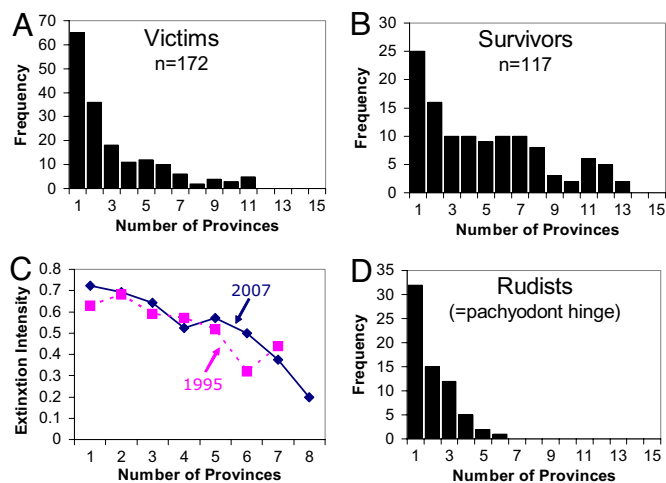 A
Victims
n=172
Frequency
70
60
50
40
30
20
10
0
1 3 5 7 9 11 13 15
Number of Provinces
B
Survivors
n=117
Frequency
30
25
20
15
10
5
0
1 3 5 7 9 11 13 15
Number of Provinces
C
Extinxtion Intensity
0.8
0.7
0.6
0.5
0.4
0.3
0.2
0.1
0
2007
1995
1 2 3 4 5 6 7 8
Number of Provinces
D
Rudists
(=pachyodont hinge)
Frequency
35
30
25
20
15
10
5
0
1 3 5 7 9 11 13 15
Number of Provinces